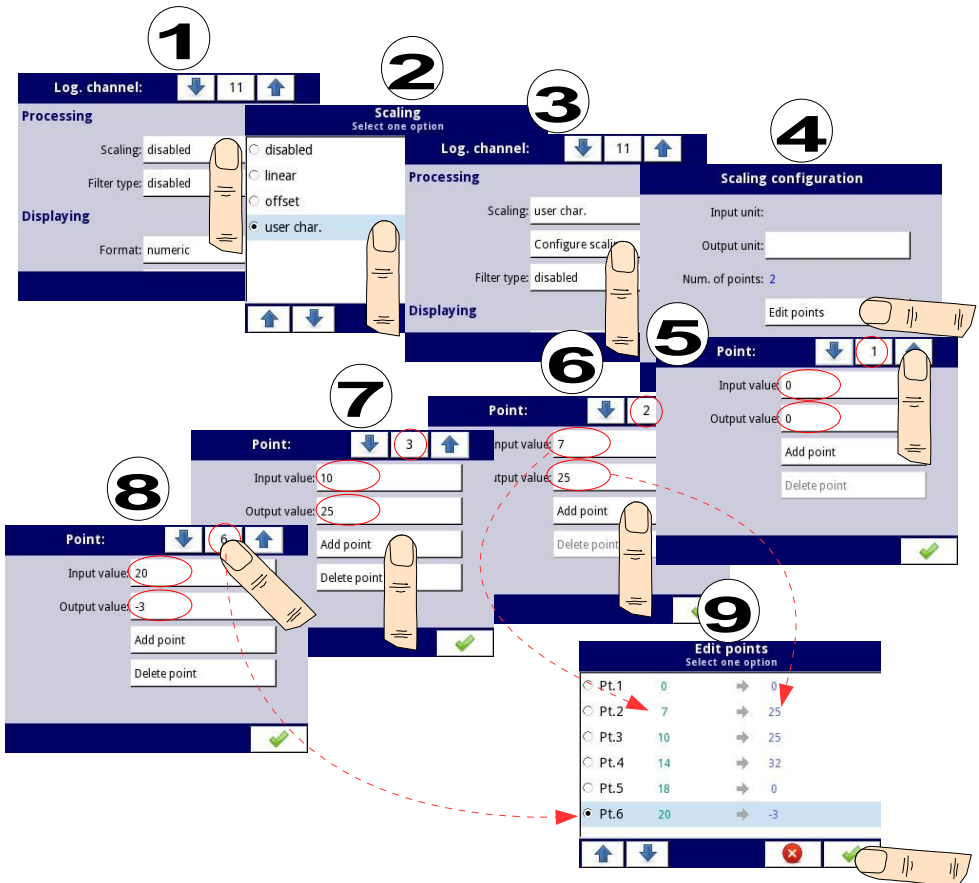 1
Log. channel: 11
Processing
Scaling: disabled
Filter type: disabled
Displaying
Format: numeric
2
Scaling
Select one option
disabled
linear
offset
user char.
3
Log. channel: 11
Processing
Scaling: user char.
Configure
Filter type: disabled
Displaying
4
Scaling configuration
Input unit:
Output unit:
Num. of points: 2
Edit points
5
Point: 1
Input value: 0
Output value: 0
Add point
Delete point
6
Point: 2
nput value: 7
utput value: 25
Add point
Delete point
7
Point: 3
Input value: 10
Output value: 25
Add point
Delete point
8
Point: 6
Input value: 20
Output value: -3
Add point
Delete point
9
Edit points
Select one option
Pt.1 0 0
Pt.2 7 25
Pt.3 10 25
Pt.4 14 32
Pt.5 18 0
Pt.6 20 -3